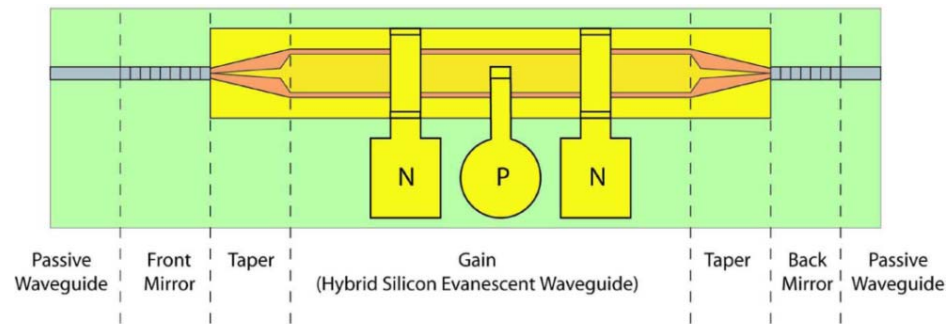 N
P
N
Passive
Waveguide
Front
Mirror
Taper
Gain
(Hybrid Silicon Evanescent Waveguide)
Taper
Back
Mirror
Passive
Waveguide